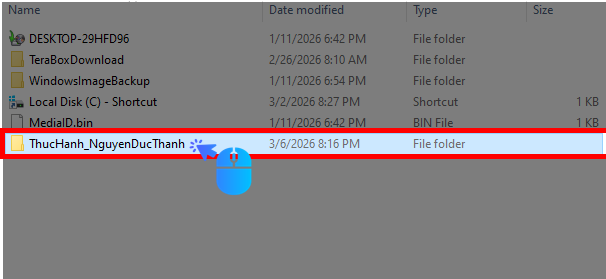 Name Date modified Type Size
DESKTOP-29HFD96 1/11/2026 6:42 PM File folder
TeraBoxDownload 2/26/2026 8:10 AM File folder
WindowsImageBackup 1/11/2026 6:54 PM File folder
Local Disk (C) - Shortcut 3/2/2026 8:27 PM Shortcut 1 KB
MediaID.bin 1/11/2026 6:42 PM BIN File 1 KB
ThucHanh_NguyenDucThanh 3/6/2026 8:16 PM File folder